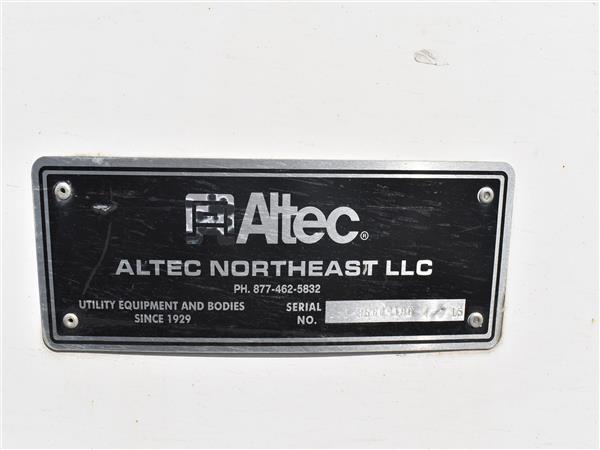 Altec®
ALTEC NORTHEAST LLC
PH. 877-462-5832
UTILITY EQUIPMENT AND BODIES
SINCE 1929
SERIAL
NO.